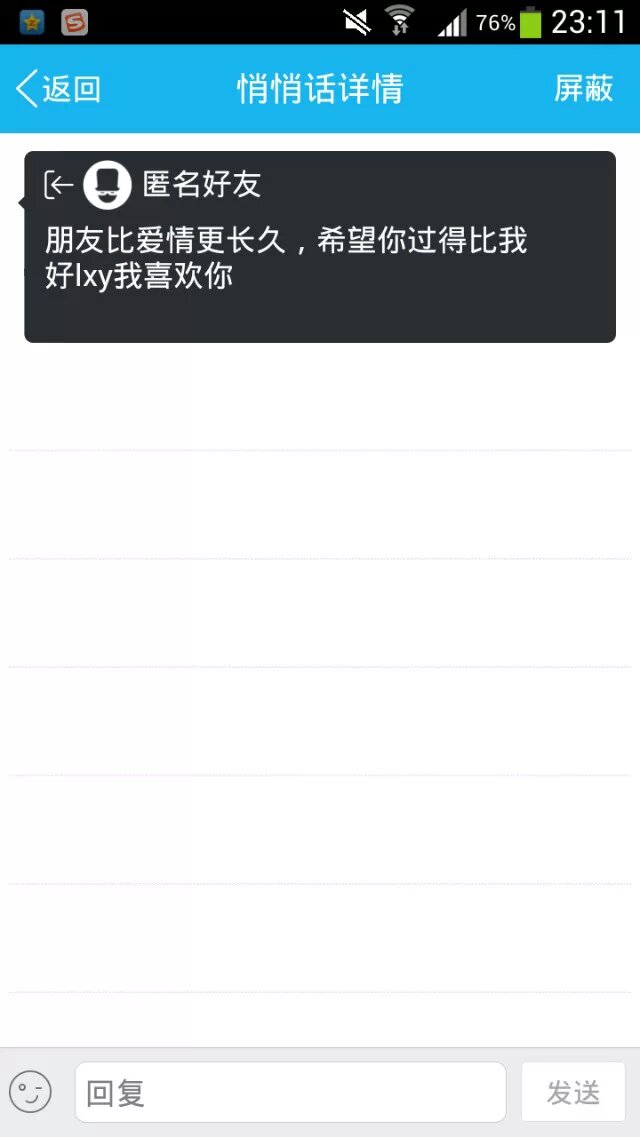 76% 23:11
返回 悄悄话详情 屏蔽
匿名好友
朋友比爱情更长久，希望你过得比我
好lxy我喜欢你
回复 发送